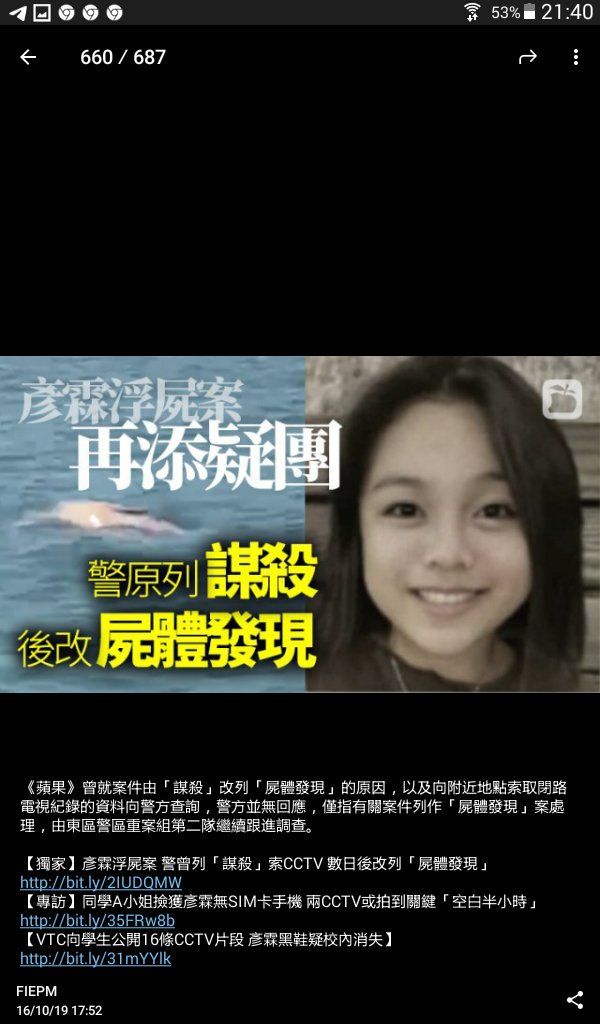 53% 21:40
660 / 687
彥霖浮屍案
再添疑團
警原列 謀殺
後改 屍體發現
《蘋果》曾就案件由「謀殺」改列「屍體發現」的原因，以及向附近地點索取閉路
電視紀錄的資料向警方查詢，警方並無回應，僅指有關案件列作「屍體發現」案處
理，由東區警區重案組第二隊繼續跟進調查。
【獨家】彥霖浮屍案 警曾列「謀殺」索CCTV 數日後改列「屍體發現」
http://bit.ly/2IUDQMW
【專訪】同學A小姐撿獲彥霖無SIM卡手機 兩CCTV或拍到關鍵「空白半小時」
http://bit.ly/35FRw8b
【VTC向學生公開16條CCTV片段 彥霖黑鞋疑校內消失】
http://bit.ly/31mYYlk
FIEPM
16/10/19 17:52